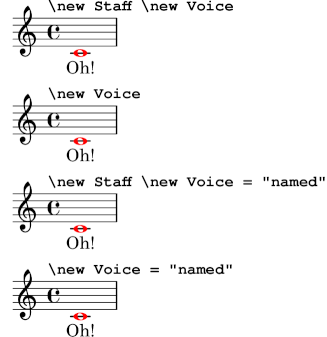 \new Staff \new Voice
Oh!
\new Voice
Oh!
\new Staff \new Voice = "named"
Oh!
\new Voice = "named"
Oh!